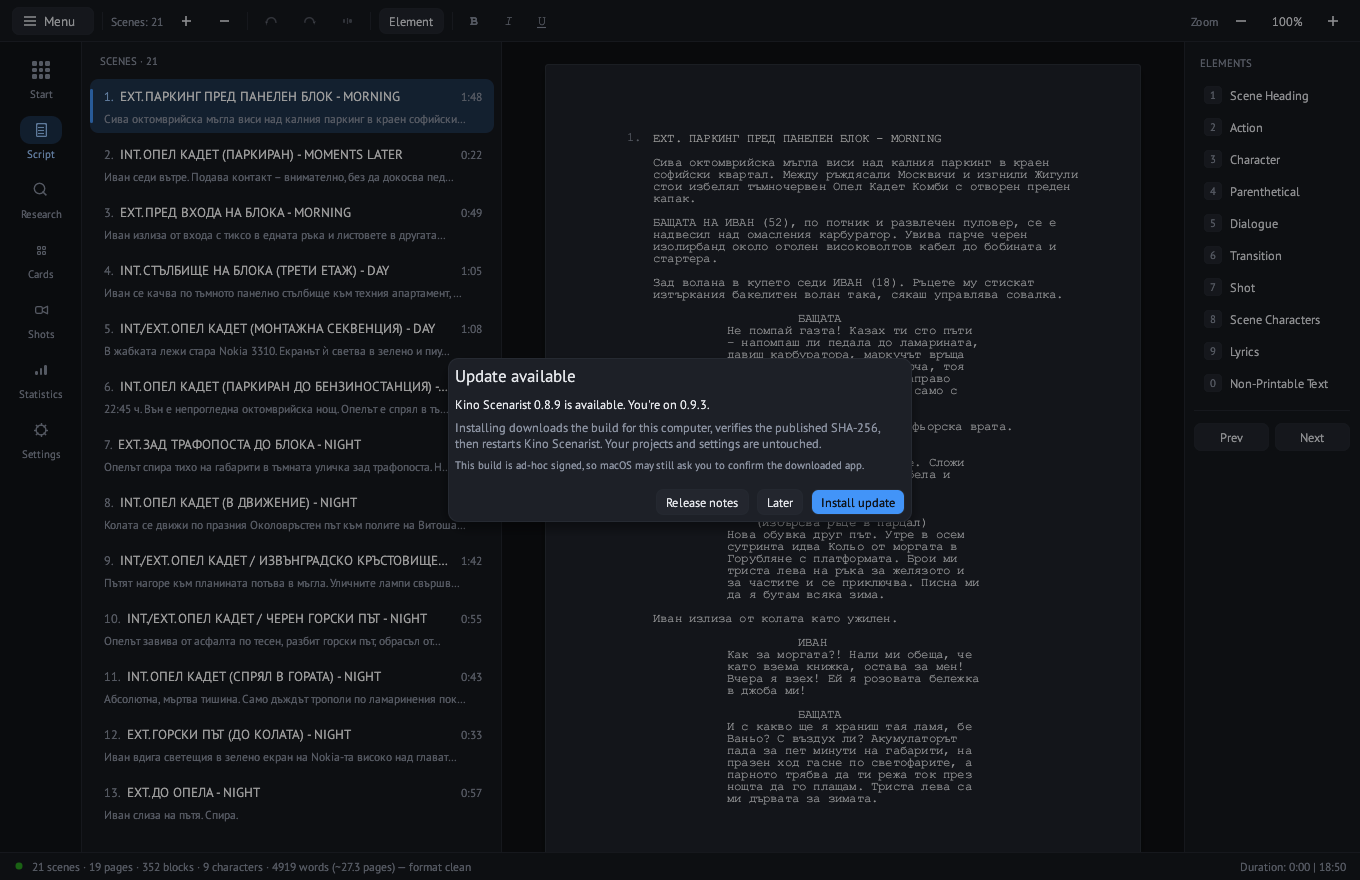 Menu
Scenes: 21
Element
B
I
U
Zoom
100%
Start
Script
Research
Cards
Shots
Statistics
Settings
SCENES · 21
1. EXT. ПАРКИНГ ПРЕД ПАНЕЛЕН БЛОК - MORNING 1:48
Сива октомврийска мъгла виси над калния паркинг в краен софийски…
2. INT. ОПЕЛ КАДЕТ (ПАРКИРАН) - MOMENTS LATER 0:22
Иван седи вътре. Подава контакт – внимателно, без да докосва пед…
3. EXT. ПРЕД ВХОДА НА БЛОКА - MORNING 0:49
Иван излиза от входа с тиксо в едната ръка и листовете в другата…
4. INT. СТЪЛБИЩЕ НА БЛОКА (ТРЕТИ ЕТАЖ) - DAY 1:05
Иван се качва по тъмното панелно стълбище към техния апартамент, …
5. INT./EXT. ОПЕЛ КАДЕТ (МОНТАЖНА СЕКВЕНЦИЯ) - DAY 1:08
В жабката лежи стара Nokia 3310. Екранът ѝ светва в зелено и пиу…
6. INT. ОПЕЛ КАДЕТ (ПАРКИРАН ДО БЕНЗИНОСТАНЦИЯ) -…
22:45 ч. Вън е непрогледна октомврийска нощ. Опелът е спрял в тъ…
7. EXT. ЗАД ТРАФОПОСТА ДО БЛОКА - NIGHT
Опелът спира тихо на габарити в тъмната уличка зад трафопоста. Н…
8. INT. ОПЕЛ КАДЕТ (В ДВИЖЕНИЕ) - NIGHT
Колата се движи по празния Околовръстен път към полите на Витоша…
9. INT./EXT. ОПЕЛ КАДЕТ / ИЗВЪНГРАДСКО КРЪСТОВИЩЕ… 1:42
Пътят нагоре към планината потъва в мъгла. Уличните лампи свършв…
10. INT./EXT. ОПЕЛ КАДЕТ / ЧЕРЕН ГОРСКИ ПЪТ - NIGHT 0:55
Опелът завива от асфалта по тесен, разбит горски път, обрасъл от…
11. INT. ОПЕЛ КАДЕТ (СПРЯЛ В ГОРАТА) - NIGHT 0:43
Абсолютна, мъртва тишина. Само дъждът трополи по ламаринения пок…
12. EXT. ГОРСКИ ПЪТ (ДО КОЛАТА) - NIGHT 0:33
Иван вдига светещия в зелено екран на Nokia-та високо над глават…
13. EXT. ДО ОПЕЛА - NIGHT 0:57
Иван слиза на пътя. Спира.
1. EXT. ПАРКИНГ ПРЕД ПАНЕЛЕН БЛОК - MORNING
Сива октомврийска мъгла виси над калния паркинг в краен
софийски квартал. Между ръждясали Москвичи и изгнили Жигули
стои избелял тъмночервен Опел Кадет Комби с отворен преден
капак.
БАЩАТА НА ИВАН (52), по потник и развлечен пуловер, се е
надвесил над омасления карбуратор. Увива парче черен
изолирбанд около оголен високоволтов кабел до бобината и
стартера.
Зад волана в купето седи ИВАН (18). Ръцете му стискат
изтъркания бакелитен волан така, сякаш управлява совалка.
БАЩАТА
Не помпай газта! Казах ти сто пъти
– напомпаш ли педала до ламарината,
давиш карбуратора, маркучът връща
Update available
Kino Scenarist 0.8.9 is available. You're on 0.9.3.
Installing downloads the build for this computer, verifies the published SHA-256,
then restarts Kino Scenarist. Your projects and settings are untouched.
This build is ad-hoc signed, so macOS may still ask you to confirm the downloaded app.
Release notes
Later
Install update
тоя
само с
врата.
Сложи
и
(избърсва ръце в парцал)
Нова обувка друг път. Утре в осем
сутринта идва Кольо от моргата в
Горубляне с платформата. Брои ми
триста лева на ръка за желязото и
за частите и се приключва. Писна ми
да я бутам всяка зима.
Иван излиза от колата като ужилен.
ИВАН
Как за моргата?! Нали ми обеща, че
като взема книжка, остава за мен!
Вчера я взех! Ей я розовата бележка
в джоба ми!
БАЩАТА
И с какво ще я храниш тая ламя, бе
Ваньо? С въздух ли? Акумулаторът
пада за пет минути на габарити, на
празен ход гасне по светофарите, а
парното трябва да ти режа ток през
нощта да го плащам. Триста лева са
ми дървата за зимата.
ELEMENTS
1 Scene Heading
2 Action
3 Character
4 Parenthetical
5 Dialogue
6 Transition
7 Shot
8 Scene Characters
9 Lyrics
0 Non-Printable Text
Prev
Next
21 scenes · 19 pages · 352 blocks · 9 characters · 4919 words (~27.3 pages) — format clean
Duration: 0:00 | 18:50